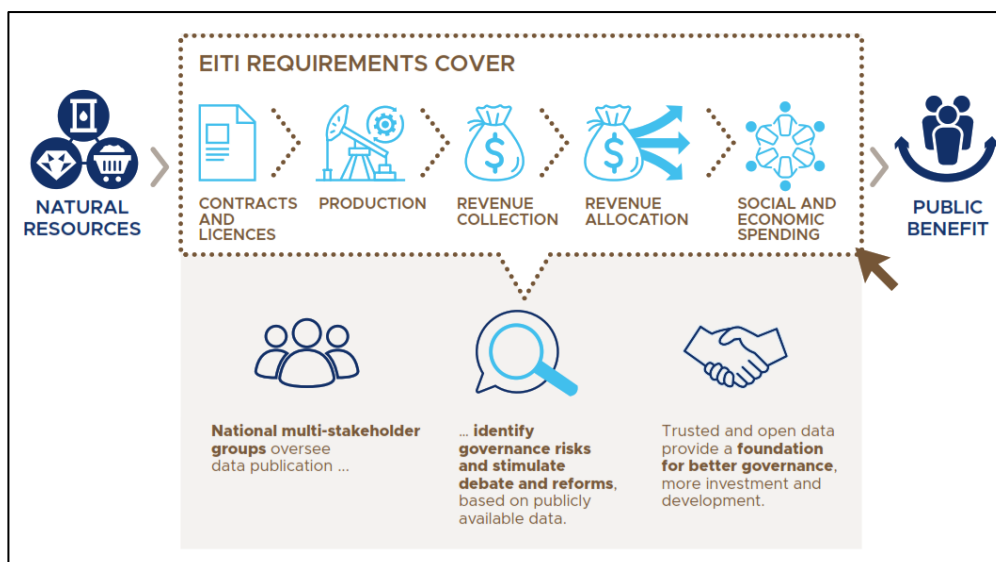 EITI REQUIREMENTS COVER
NATURAL
RESOURCES
CONTRACTS
AND
LICENCES
PRODUCTION
REVENUE
COLLECTION
REVENUE
ALLOCATION
SOCIAL AND
ECONOMIC
SPENDING
PUBLIC
BENEFIT
National multi-stakeholder
groups oversee
data publication ...
... identify
governance risks
and stimulate
debate and reforms,
based on publicly
available data.
Trusted and open data
provide a foundation
for better governance,
more investment and
development.